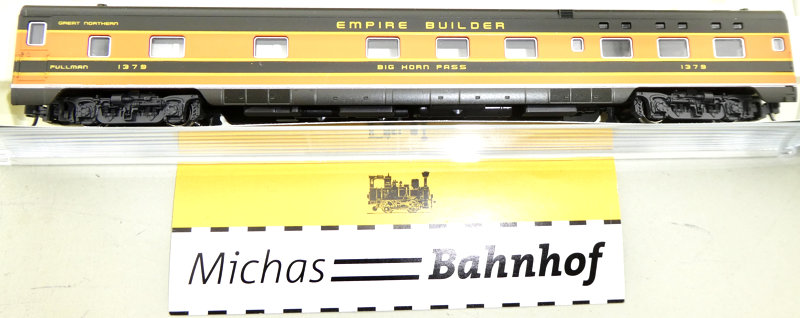 GREAT NORTHERN
EMPIRE BUILDER
PULLMAN 1379 BIG HORN PASS 1379
Michas Bahnhof